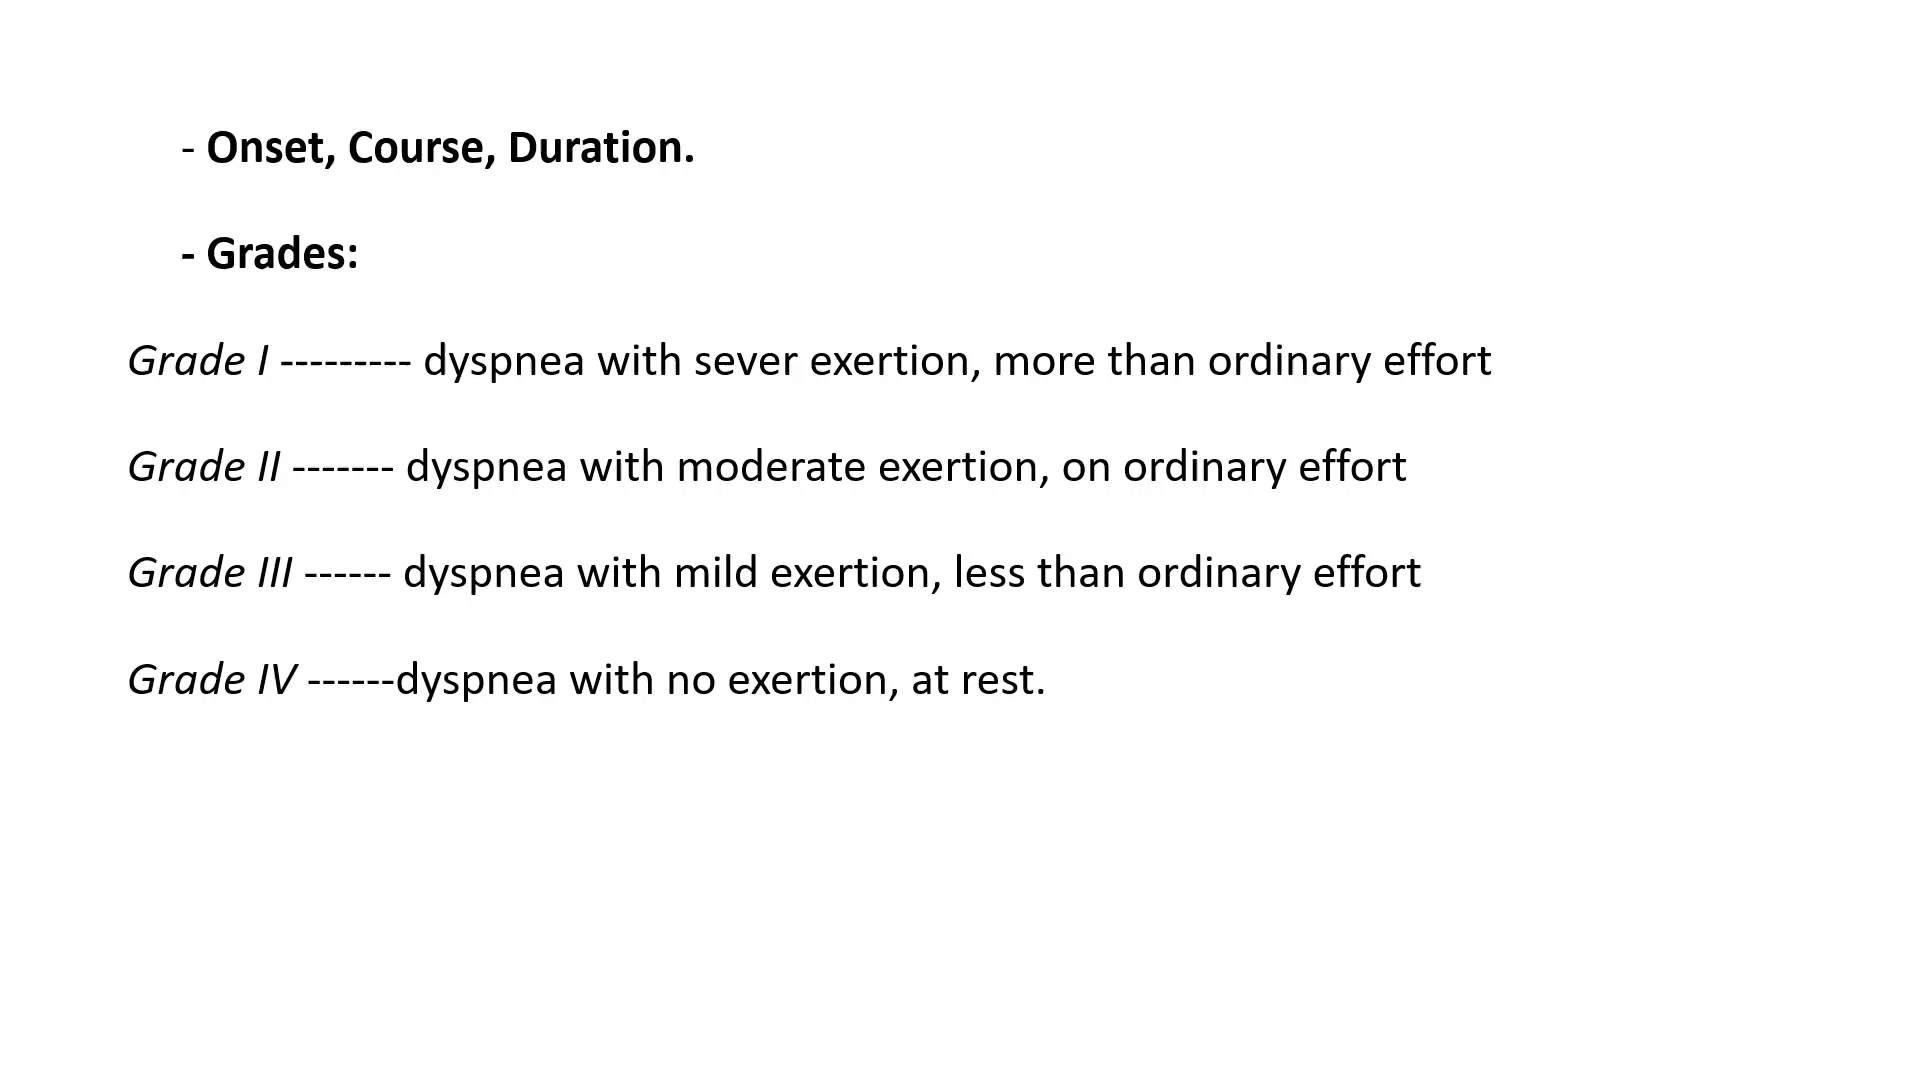 - Onset, Course, Duration.
- Grades:
Grade I --------- dyspnea with sever exertion, more than ordinary effort
Grade II ------- dyspnea with moderate exertion, on ordinary effort
Grade III ------ dyspnea with mild exertion, less than ordinary effort
Grade IV ------dyspnea with no exertion, at rest.